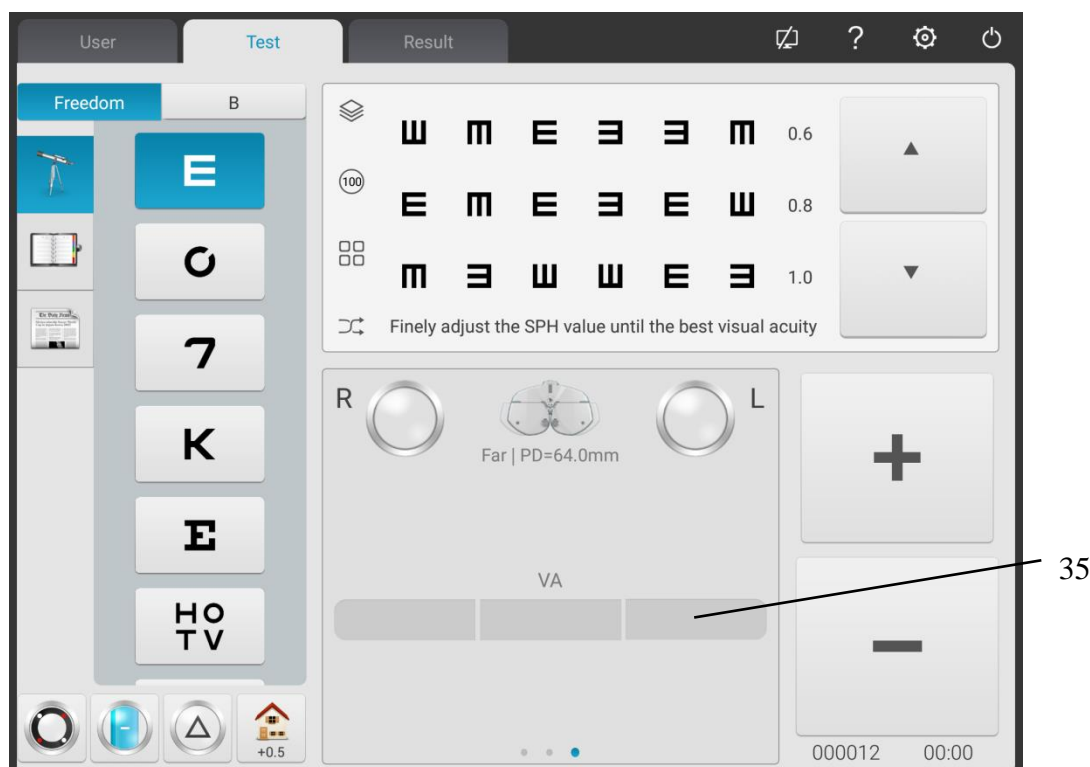 User
Test
Result
?
Freedom
B
E
C
7
K
E
HO
TV
+0.5
100
Ш m E Ǝ Ǝ m 0.6
E m E Ǝ E Ш 0.8
m Ǝ Ш Ш E Ǝ 1.0
Finely adjust the SPH value until the best visual acuity
R
L
Far | PD=64.0mm
VA
+
−
35
000012
00:00